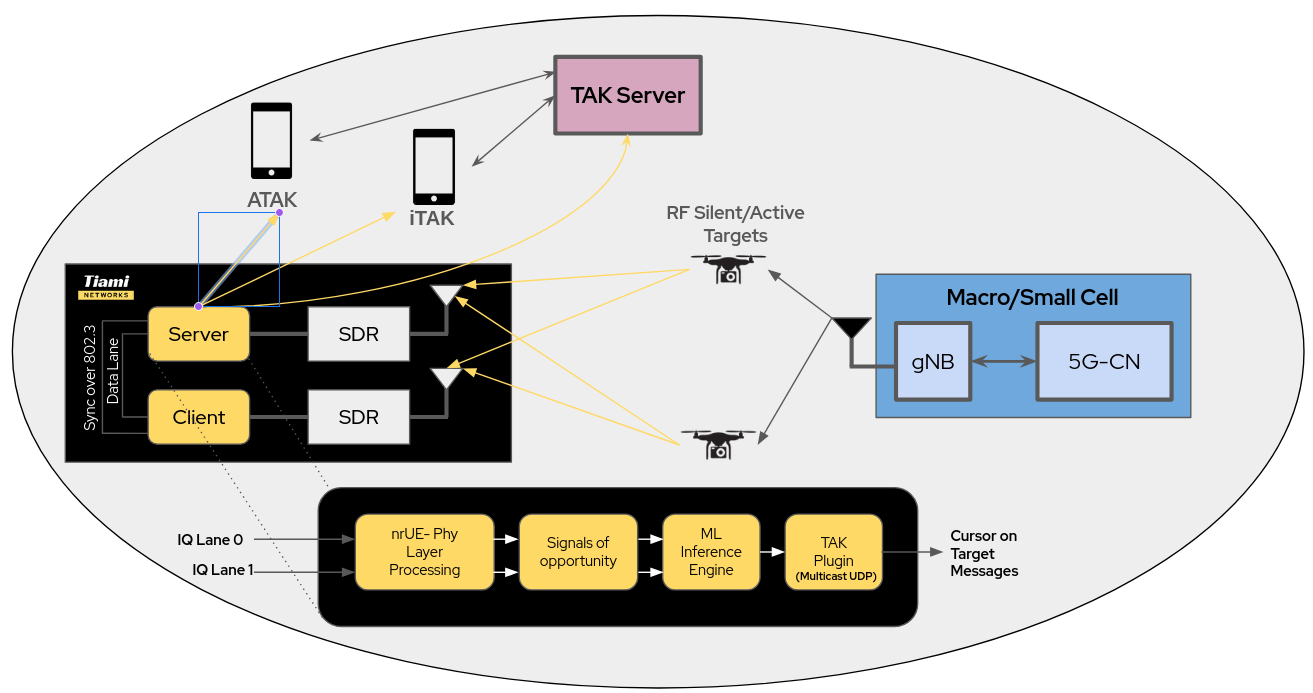 TAK Server
ATAK
iTAK
RF Silent/Active
Targets
Tiami
NETWORKS
Sync over 802.3
Data Lane
Server
SDR
Client
SDR
Macro/Small Cell
gNB
5G-CN
IQ Lane 0
IQ Lane 1
nrUE- Phy
Layer
Processing
Signals of
opportunity
ML
Inference
Engine
TAK
Plugin
(Multicast UDP)
Cursor on
Target
Messages